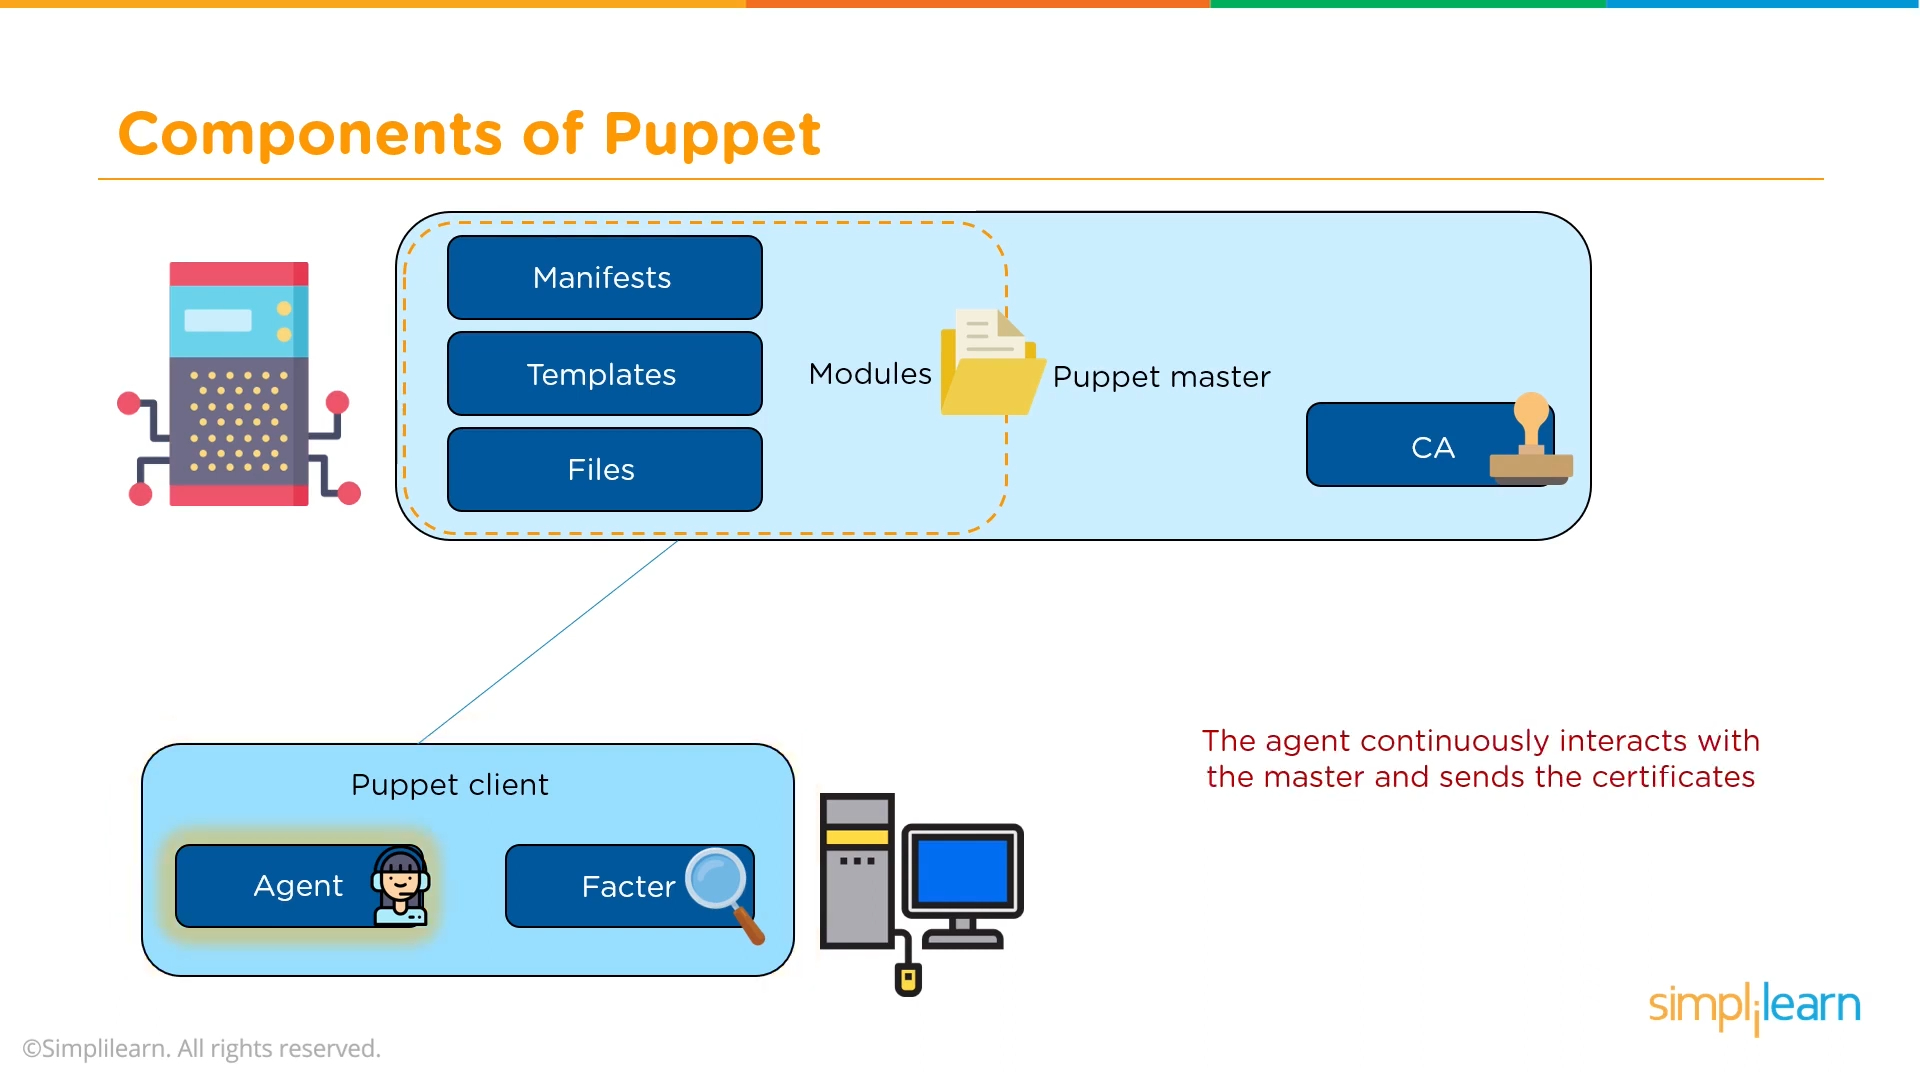 Components of Puppet
Manifests
Templates
Files
Modules
Puppet master
CA
Puppet client
Agent
Facter
The agent continuously interacts with
the master and sends the certificates
simplilearn
©Simplilearn. All rights reserved.